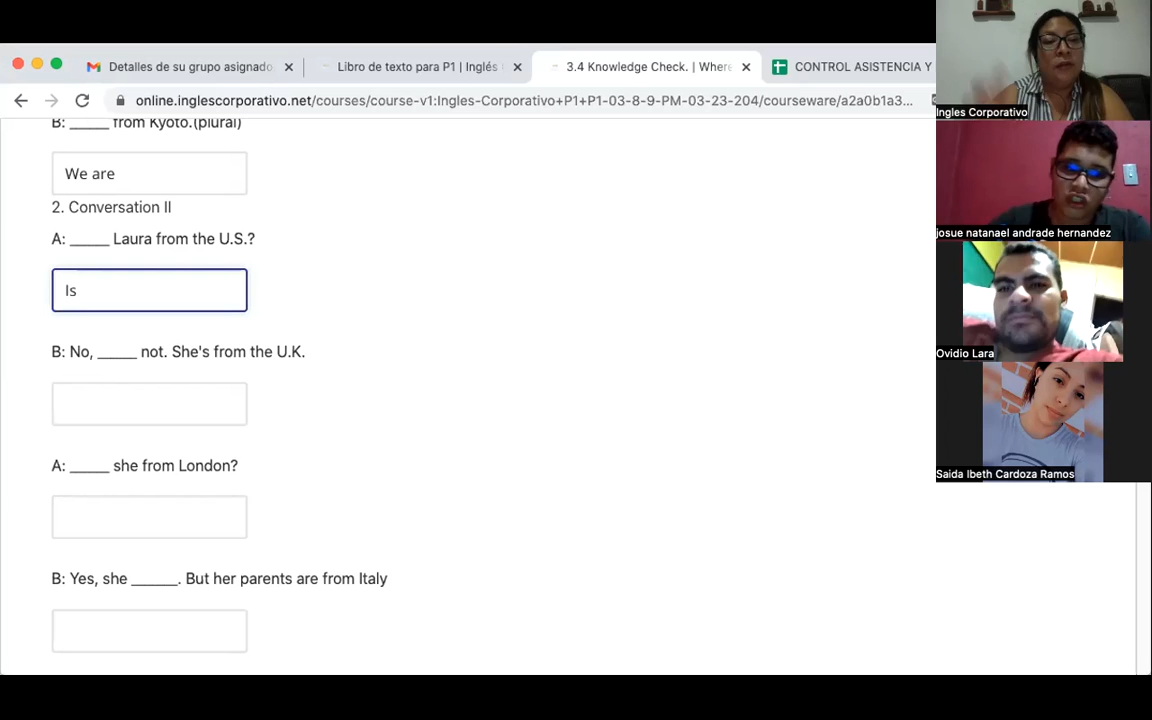 Detalles de su grupo asignado
Libro de texto para P1 | Inglés
3.4 Knowledge Check. | Where
CONTROL ASISTENCIA Y
online.inglescorporativo.net/courses/course-v1:Ingles-Corporativo+P1+P1-03-8-9-PM-03-23-204/courseware/a2a0b1a3...
B: _____ from Kyoto.(plural)
We are
2. Conversation II
A: _____ Laura from the U.S.?
Is
B: No, _____ not. She's from the U.K.
A: _____ she from London?
B: Yes, she ______. But her parents are from Italy
Ingles Corporativo
josue natanael andrade hernandez
Ovidio Lara
Saida Ibeth Cardoza Ramos